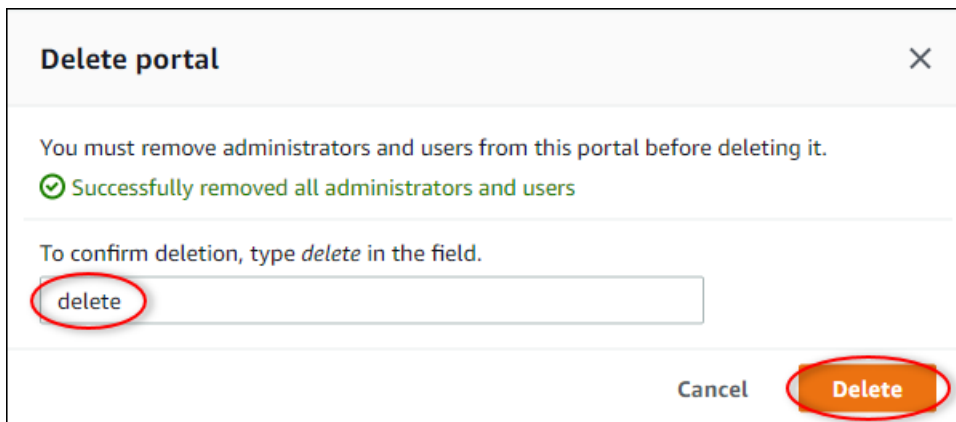 Delete portal
You must remove administrators and users from this portal before deleting it.
Successfully removed all administrators and users
To confirm deletion, type delete in the field.
delete
Cancel Delete